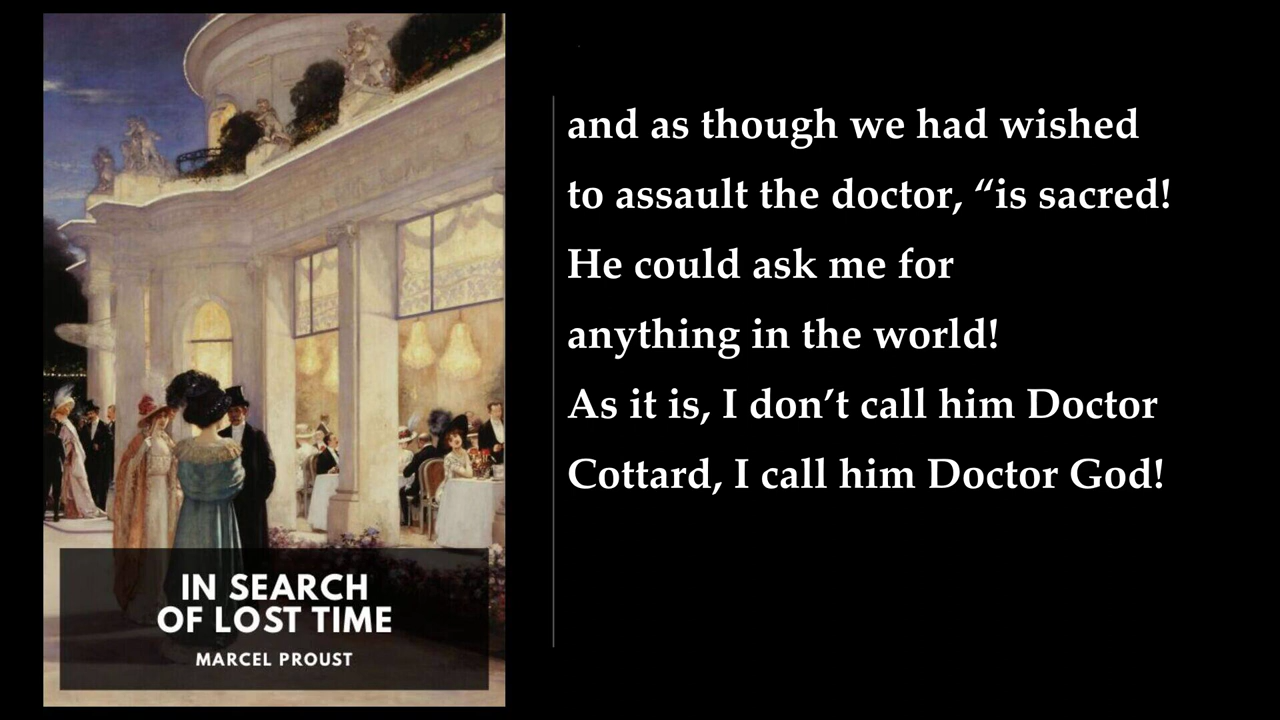 and as though we had wished
to assault the doctor, “is sacred!
He could ask me for
anything in the world!
As it is, I don’t call him Doctor
Cottard, I call him Doctor God!
IN SEARCH
OF LOST TIME
MARCEL PROUST